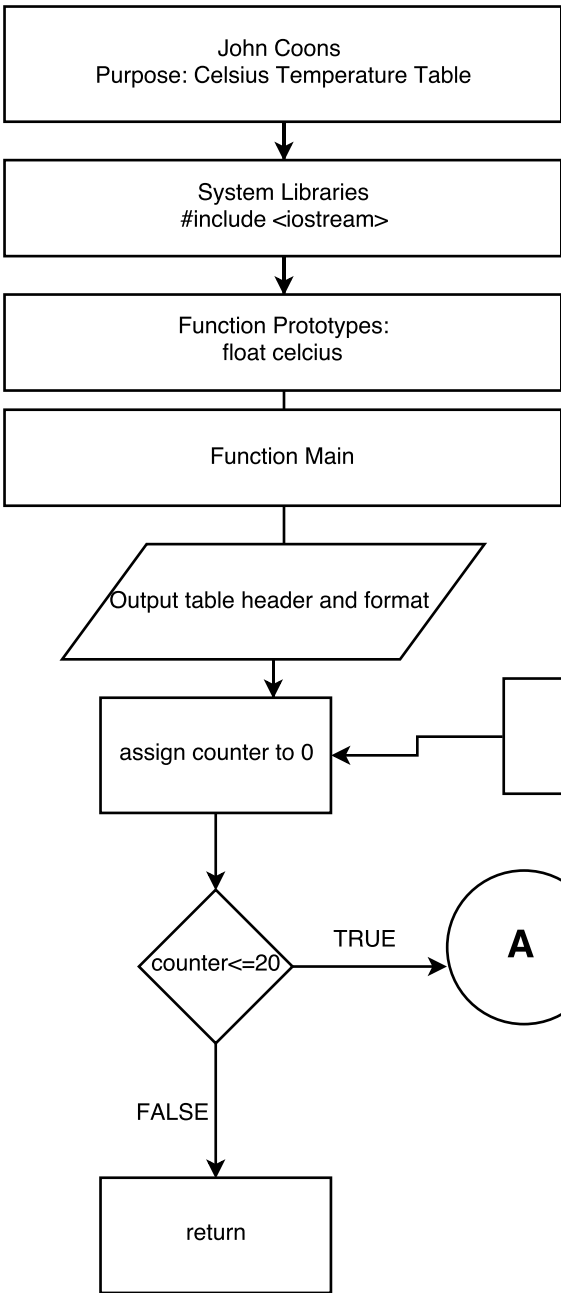 John Coons
Purpose: Celsius Temperature Table
System Libraries
#include <iostream>
Function Prototypes:
float celcius
Function Main
Output table header and format
assign counter to 0
counter<=20
TRUE
A
FALSE
return